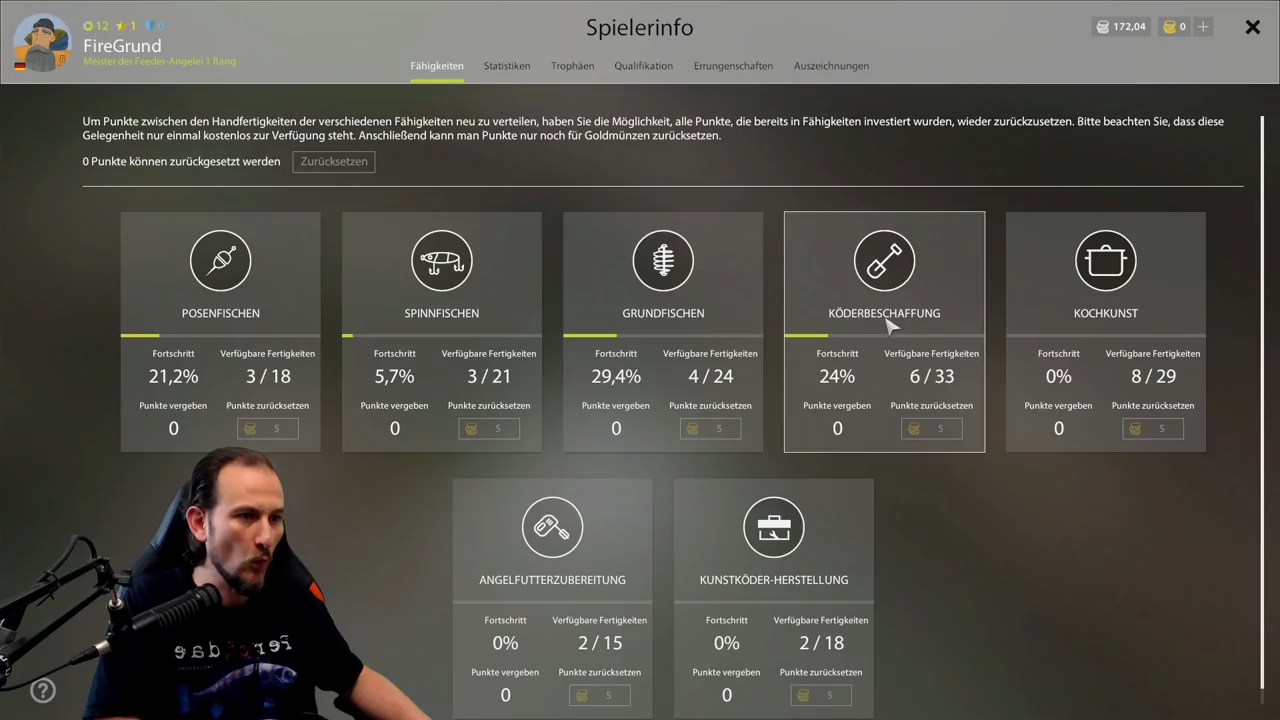 12 1 0
FireGrund
Meister der Feeder-Angelei 1 Rang
Spielerinfo
172,04
0
Fähigkeiten Statistiken Trophäen Qualifikation Errungenschaften Auszeichnungen
Um Punkte zwischen den Handfertigkeiten der verschiedenen Fähigkeiten neu zu verteilen, haben Sie die Möglichkeit, alle Punkte, die bereits in Fähigkeiten investiert wurden, wieder zurückzusetzen. Bitte beachten Sie, dass diese
Gelegenheit nur einmal kostenlos zur Verfügung steht. Anschließend kann man Punkte nur noch für Goldmünzen zurücksetzen.
0 Punkte können zurückgesetzt werden Zurücksetzen
POSENFISCHEN
Fortschritt Verfügbare Fertigkeiten
21,2% 3 / 18
Punkte vergeben Punkte zurücksetzen
0 5
SPINNFISCHEN
Fortschritt Verfügbare Fertigkeiten
5,7% 3 / 21
Punkte vergeben Punkte zurücksetzen
0 5
GRUNDFISCHEN
Fortschritt Verfügbare Fertigkeiten
29,4% 4 / 24
Punkte vergeben Punkte zurücksetzen
0 5
KÖDERBESCHAFFUNG
Fortschritt Verfügbare Fertigkeiten
24% 6 / 33
Punkte vergeben Punkte zurücksetzen
0 5
KOCHKUNST
Fortschritt Verfügbare Fertigkeiten
0% 8 / 29
Punkte vergeben Punkte zurücksetzen
0 5
ANGELFUTTERZUBEREITUNG
Fortschritt Verfügbare Fertigkeiten
0% 2 / 15
Punkte vergeben Punkte zurücksetzen
0 5
KUNSTKÖDER-HERSTELLUNG
Fortschritt Verfügbare Fertigkeiten
0% 2 / 18
Punkte vergeben Punkte zurücksetzen
0 5
?